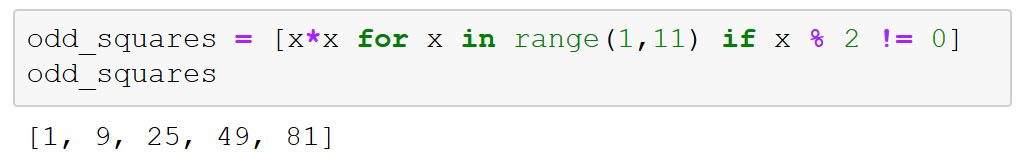 odd_squares = [x*x for x in range(1,11) if x % 2 != 0]
odd_squares
[1, 9, 25, 49, 81]